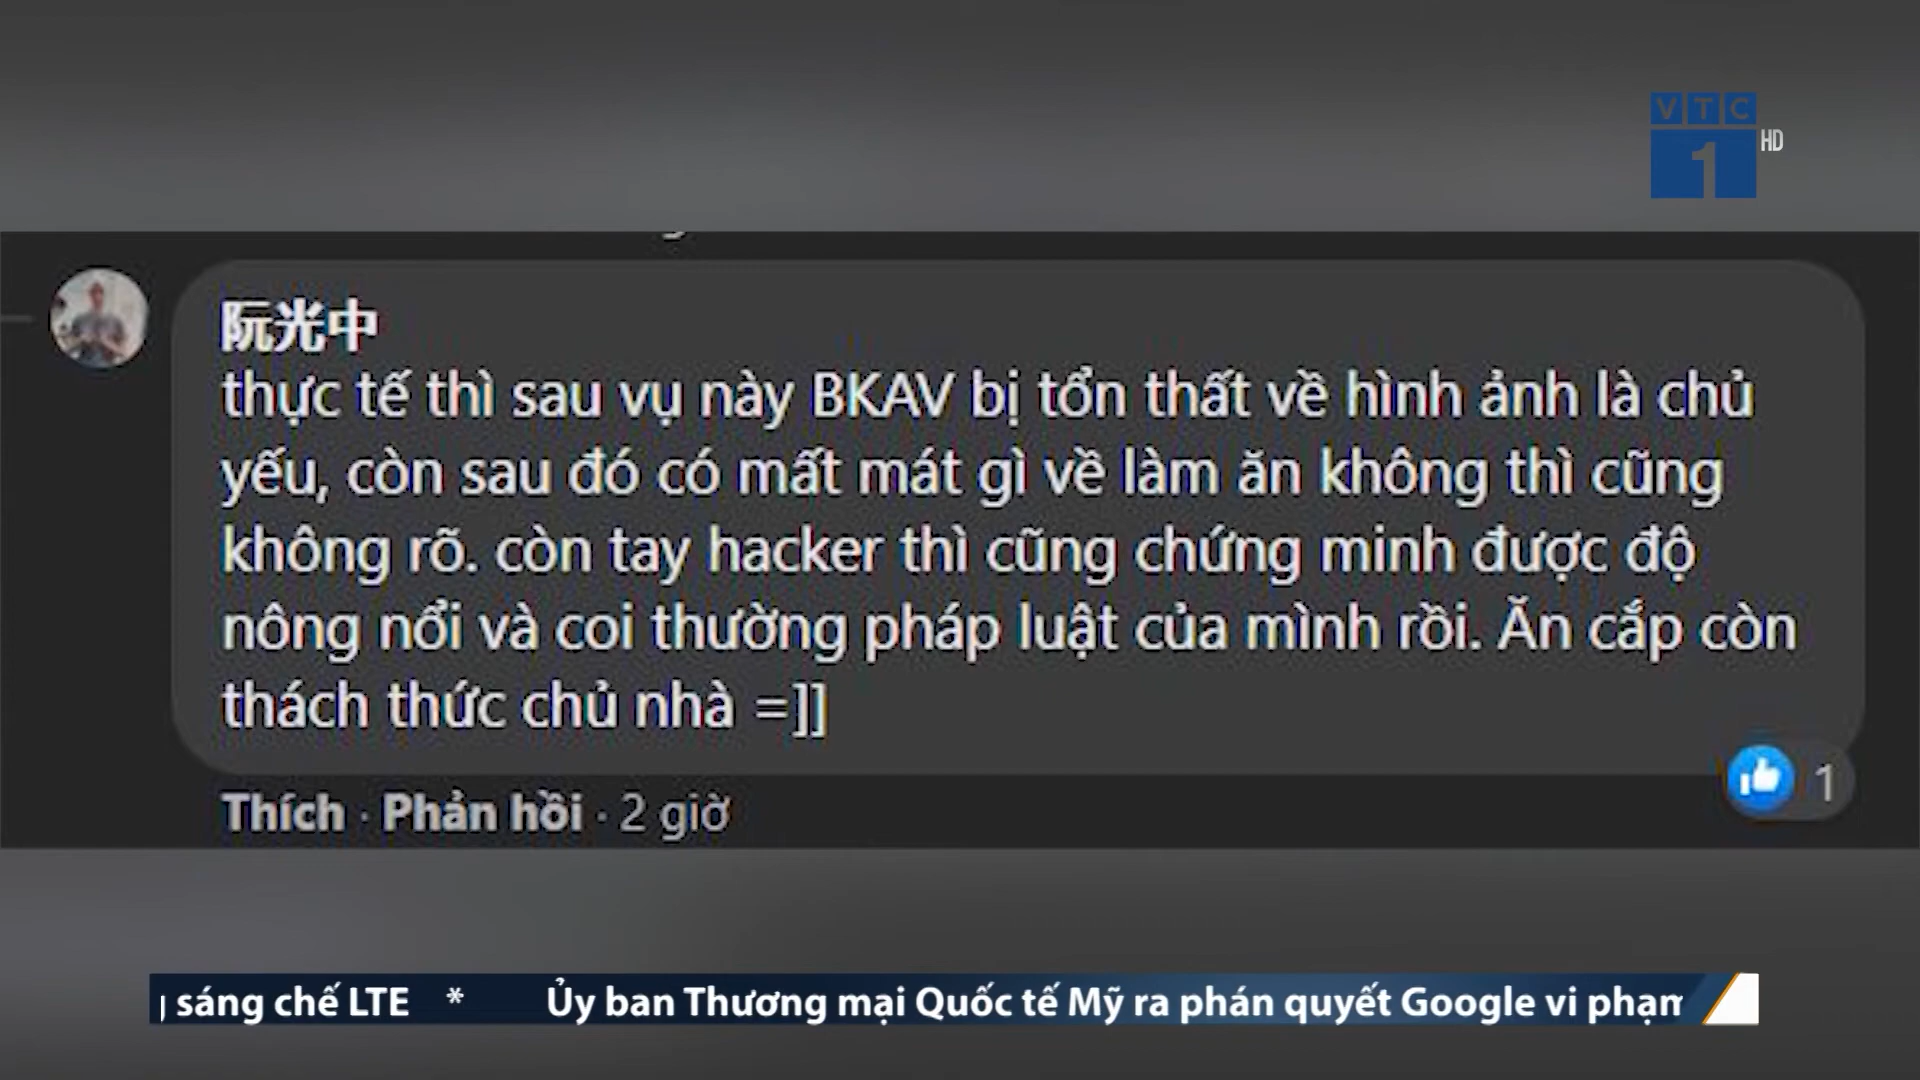 VTC
1
HD
阮光中
thực tế thì sau vụ này BKAV bị tổn thất về hình ảnh là chủ
yếu, còn sau đó có mất mát gì về làm ăn không thì cũng
không rõ. còn tay hacker thì cũng chứng minh được độ
nông nổi và coi thường pháp luật của mình rồi. Ăn cắp còn
thách thức chủ nhà =]]
1
Thích · Phản hồi · 2 giờ
sáng chế LTE * Ủy ban Thương mại Quốc tế Mỹ ra phán quyết Google vi phạm